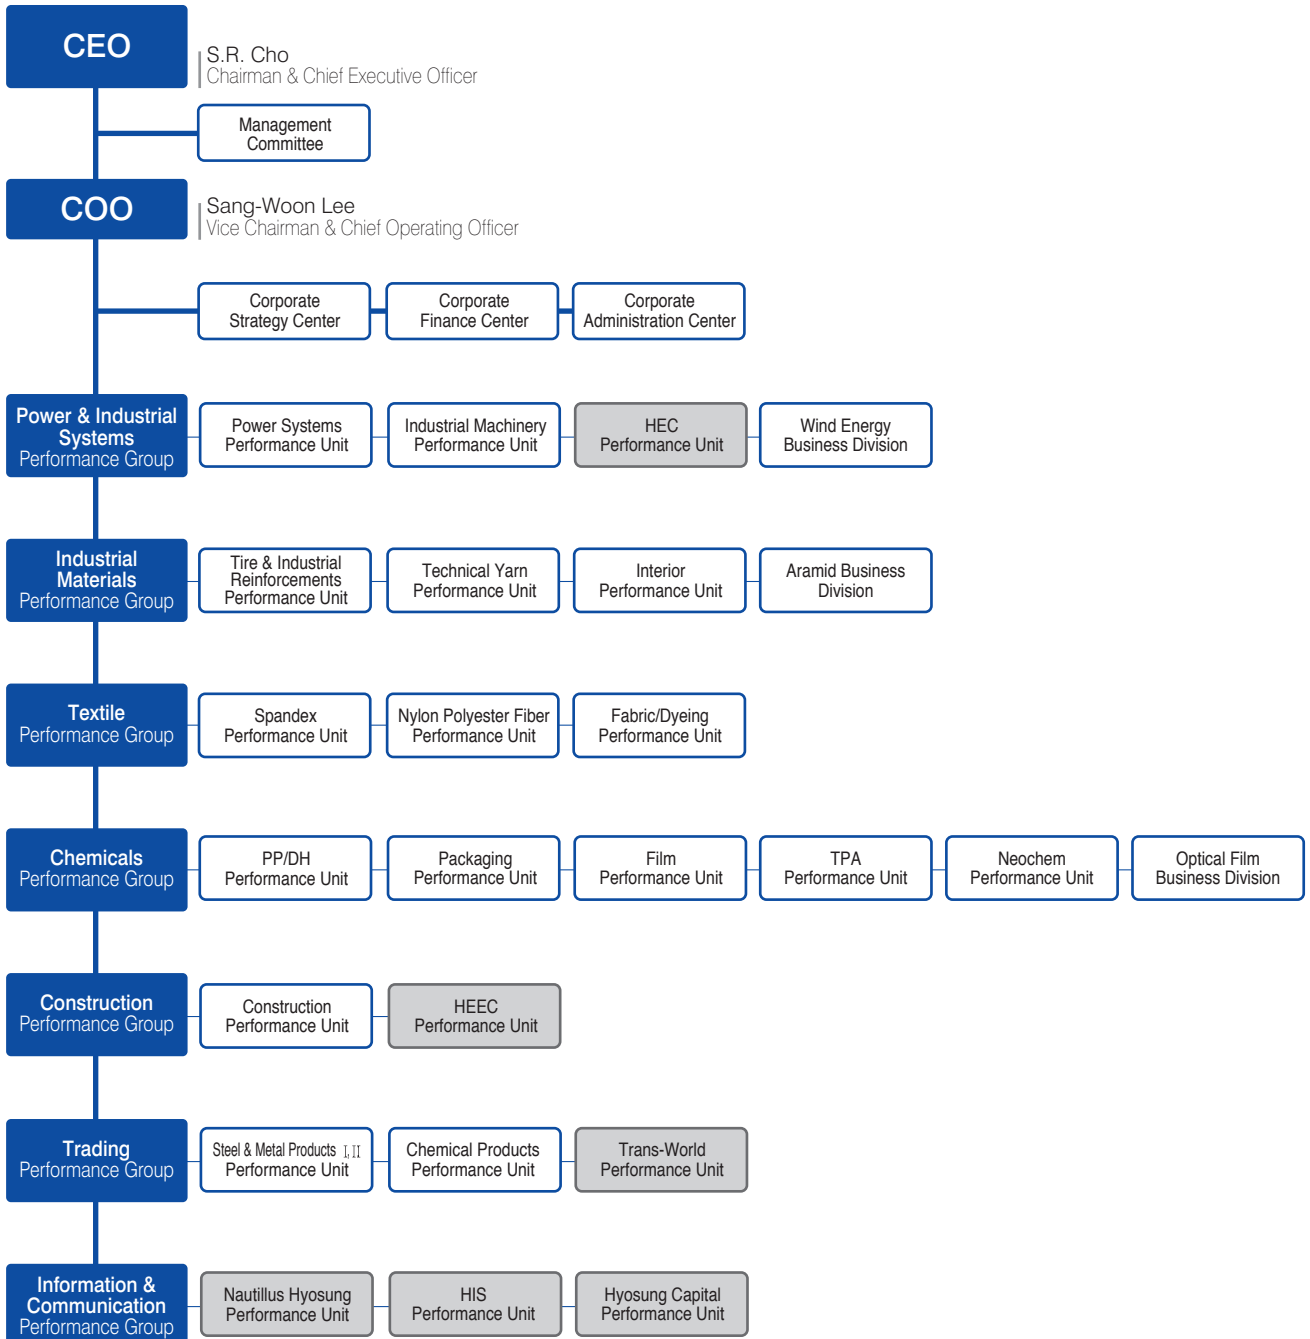 CEO
S.R. Cho
Chairman & Chief Executive Officer
Management
Committee
COO
Sang-Woon Lee
Vice Chairman & Chief Operating Officer
Corporate
Strategy Center
Corporate
Finance Center
Corporate
Administration Center
Power & Industrial
Systems
Performance Group
Power Systems
Performance Unit
Industrial Machinery
Performance Unit
HEC
Performance Unit
Wind Energy
Business Division
Industrial
Materials
Performance Group
Tire & Industrial
Reinforcements
Performance Unit
Technical Yarn
Performance Unit
Interior
Performance Unit
Aramid Business
Division
Textile
Performance Group
Spandex
Performance Unit
Nylon Polyester Fiber
Performance Unit
Fabric/Dyeing
Performance Unit
Chemicals
Performance Group
PP/DH
Performance Unit
Packaging
Performance Unit
Film
Performance Unit
TPA
Performance Unit
Neochem
Performance Unit
Optical Film
Business Division
Construction
Performance Group
Construction
Performance Unit
HEEC
Performance Unit
Trading
Performance Group
Steel & Metal Products I, II
Performance Unit
Chemical Products
Performance Unit
Trans-World
Performance Unit
Information &
Communication
Performance Group
Nautillus Hyosung
Performance Unit
HIS
Performance Unit
Hyosung Capital
Performance Unit